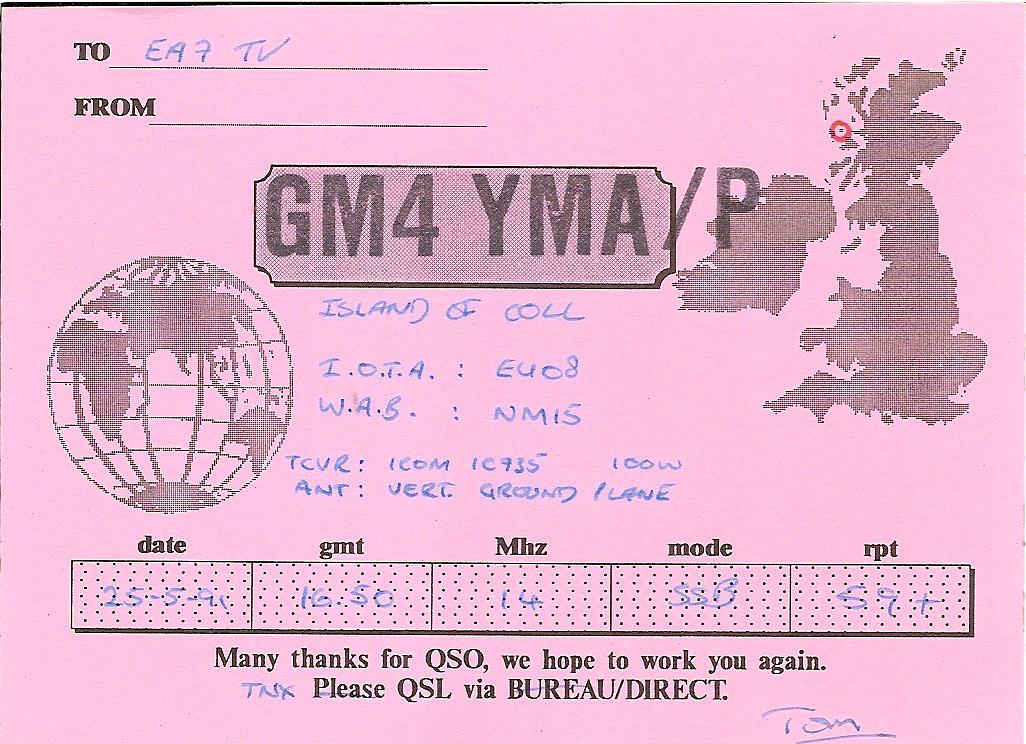 TO EA7 TV
FROM
GM4 YMA/P
ISLAND OF COLL
I.O.T.A. : EU08
W.A.B. : NM15
TCVR: ICOM IC735 100W
ANT: VERT. GROUND PLANE
date gmt Mhz mode rpt
25-5-91 16.50 14 SSB 59+
Many thanks for QSO, we hope to work you again.
TNX Please QSL via BUREAU/DIRECT.
Tom